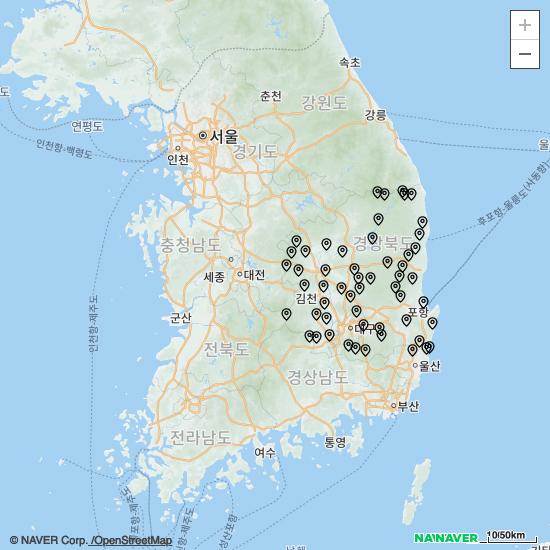 속초
춘천
강원도
강릉
도
연평도
인천항-백령도
서울
인천
경기도
울
후포항-울릉도(사동항)
충청남도
경상북도
세종
대전
인천항-제주도
김천
군산
포항
대구
전라북도
경상남도
울산
부산
전라남도
통영
여수
목포항-제주도
© NAVER Corp. /OpenStreetMap
NAVER
10/50km